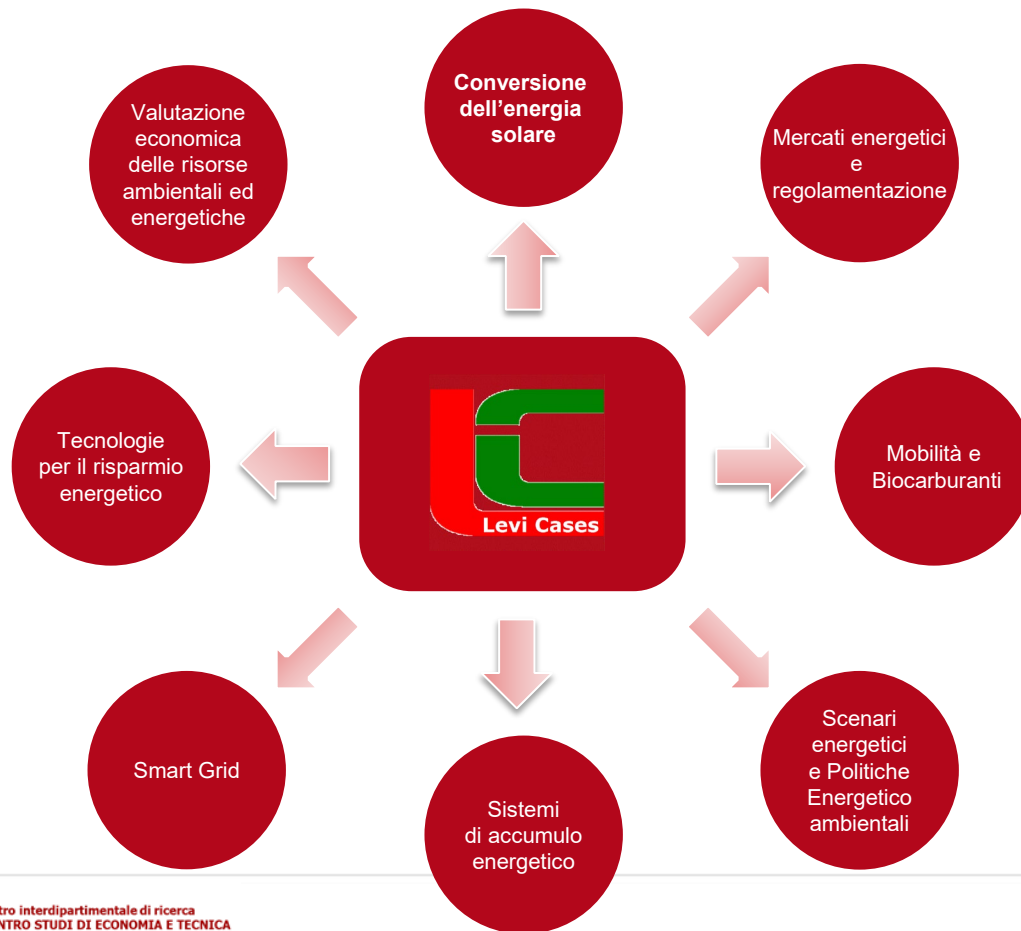 Conversione
dell'energia
solare
Valutazione
economica
delle risorse
ambientali ed
energetiche
Mercati energetici
e
regolamentazione
Tecnologie
per il risparmio
energetico
Levi Cases
Mobilità e
Biocarburanti
Smart Grid
Sistemi
di accumulo
energetico
Scenari
energetici
e Politiche
Energetico
ambientali
tro interdipartimentale di ricerca
NTRO STUDI DI ECONOMIA E TECNICA